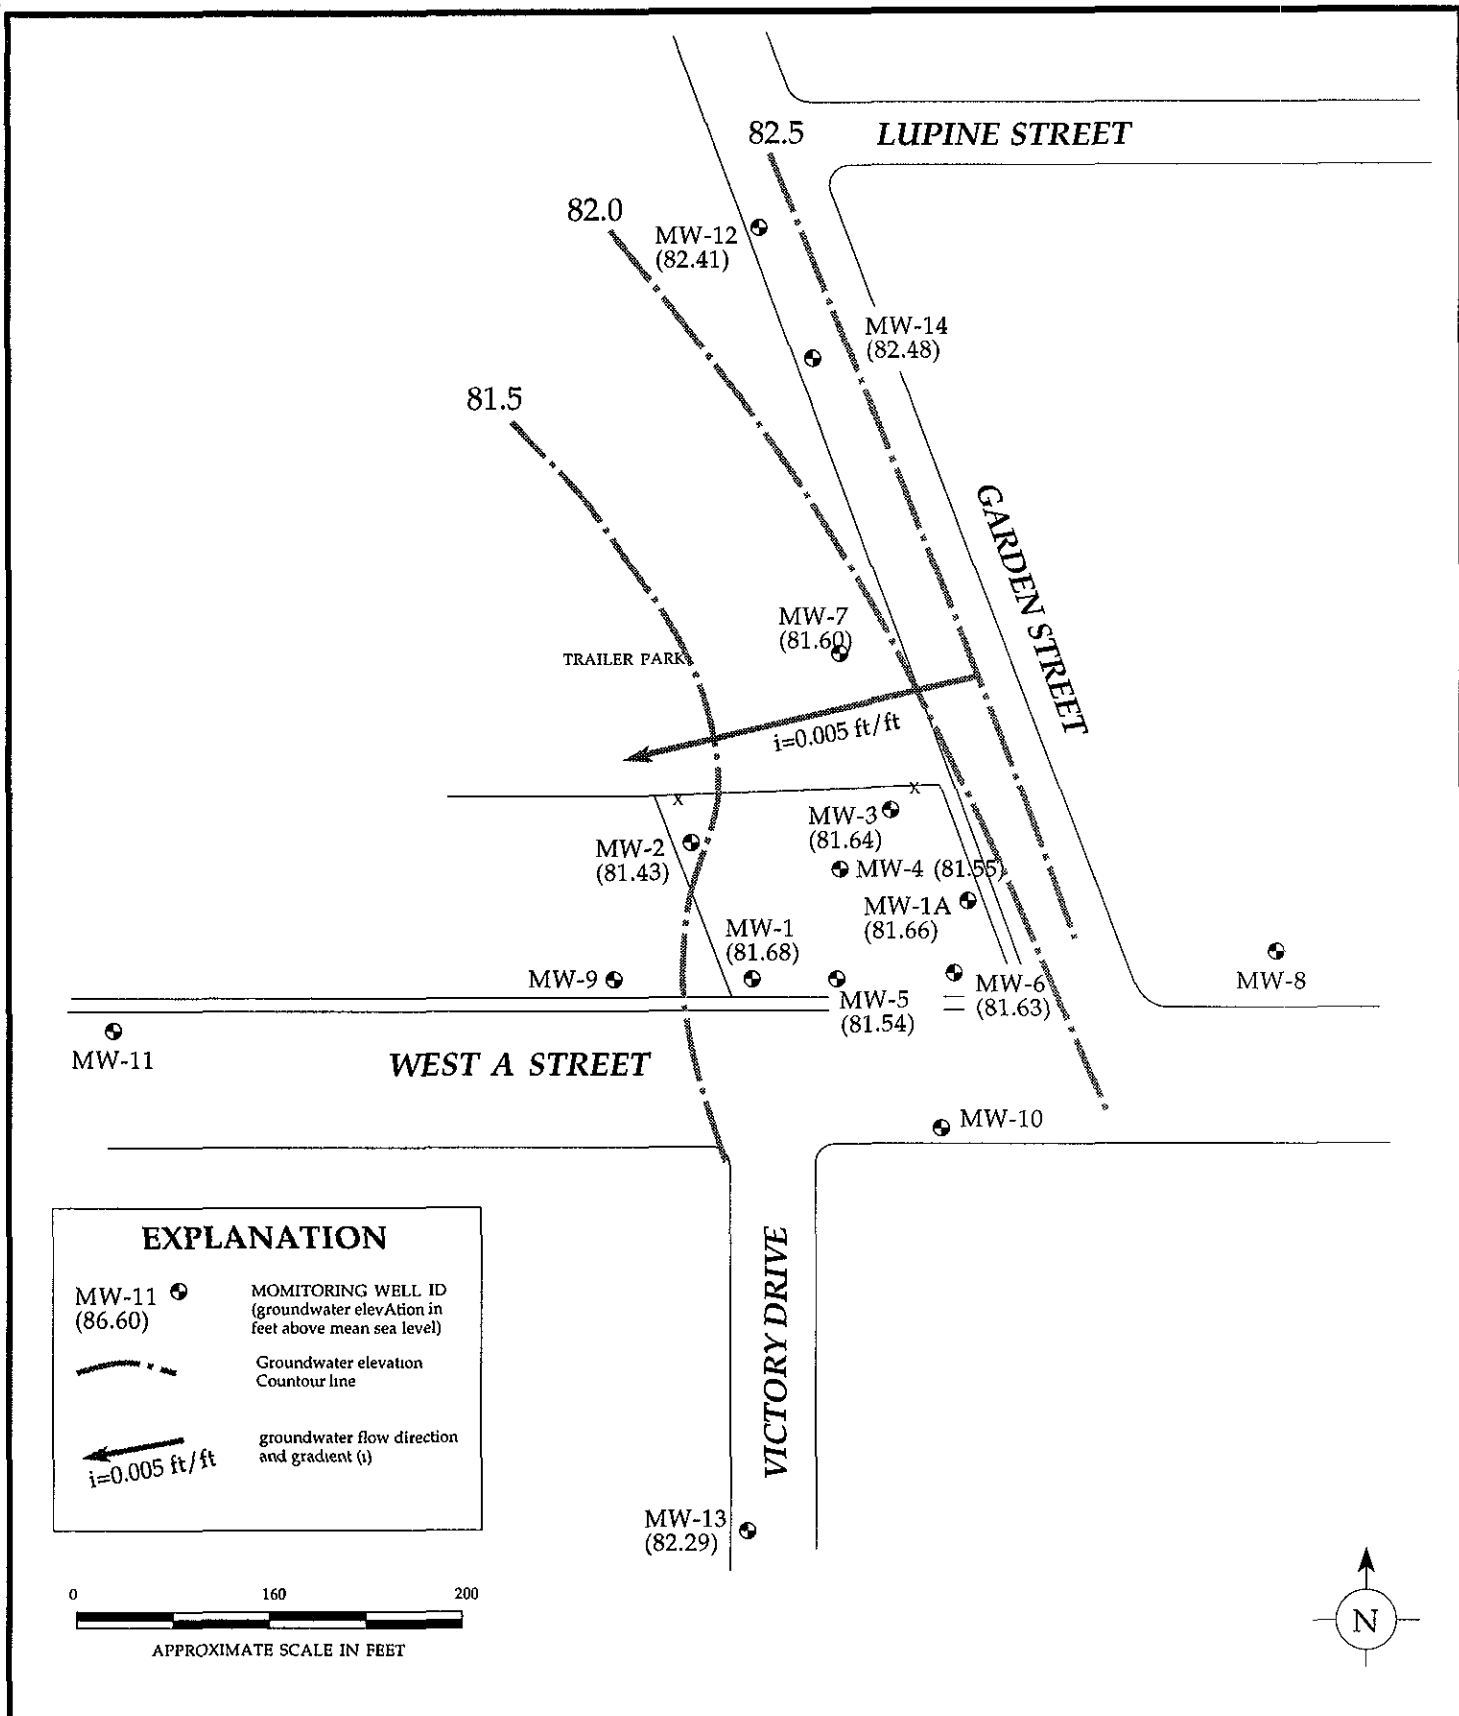 82.5
LUPINE STREET
82.0
MW-12
(82.41)
MW-14
(82.48)
81.5
GARDEN STREET
MW-7
(81.60)
TRAILER PARK
i=0.005 ft/ft
x
x
MW-3
(81.64)
MW-2
(81.43)
MW-4 (81.55)
MW-1A
(81.66)
MW-1
(81.68)
MW-9
MW-8
MW-6
(81.63)
MW-5
(81.54)
MW-11
WEST A STREET
MW-10
VICTORY DRIVE
EXPLANATION
MW-11
(86.60)
MOMITORING WELL ID
(groundwater elevAtion in
feet above mean sea level)
Groundwater elevation
Countour line
i=0.005 ft/ft
groundwater flow direction
and gradient (i)
MW-13
(82.29)
0 160 200
APPROXIMATE SCALE IN FEET
N